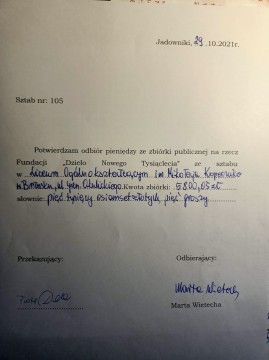 Jadowniki, 29.10.2021r.
Sztab nr: 105
Potwierdzam odbiór pieniędzy ze zbiórki publicznej na rzecz
Fundacji „Dzieło Nowego Tysiąclecia” ze sztabu
w Liceum Ogólnokształcącym im. Mikołaja Kopernika
w Brzesku, ul. Kwota zbiórki: 5800,05 zł
słownie: pięć tysięcy osiemset złotych, pięć groszy
Przekazujący: Odbierający:
Marta Wietecha
Marta Wietecha